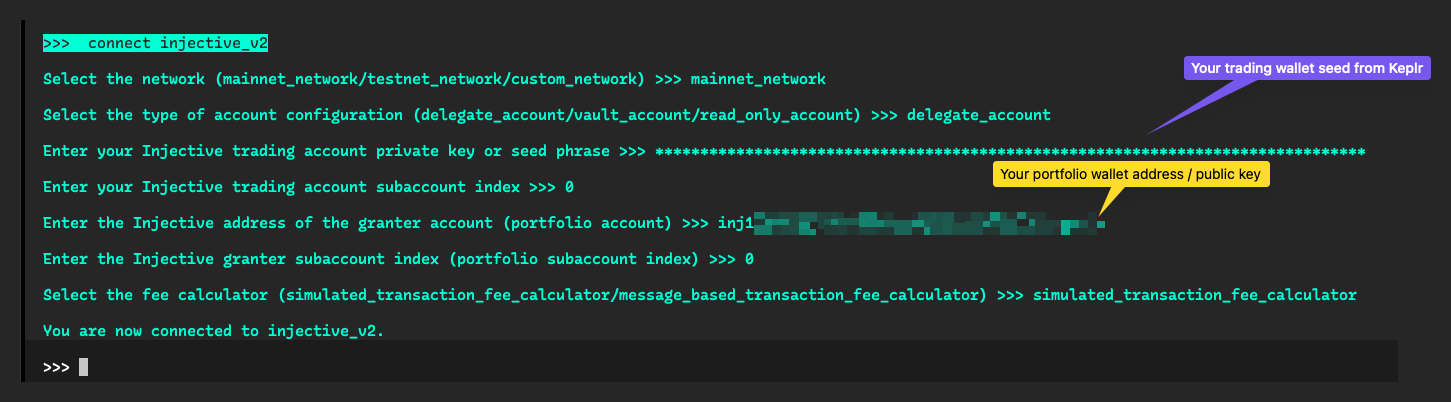 >>>  connect injective_v2
Select the network (mainnet_network/testnet_network/custom_network) >>> mainnet_network
Your trading wallet seed from Keplr
Select the type of account configuration (delegate_account/vault_account/read_only_account) >>> delegate_account
Enter your Injective trading account private key or seed phrase >>> *******************************************************************************
Your portfolio wallet address / public key
Enter your Injective trading account subaccount index >>> 0
Enter the Injective address of the granter account (portfolio account) >>> inj1
Enter the Injective granter subaccount index (portfolio subaccount index) >>> 0
Select the fee calculator (simulated_transaction_fee_calculator/message_based_transaction_fee_calculator) >>> simulated_transaction_fee_calculator
You are now connected to injective_v2.
>>>